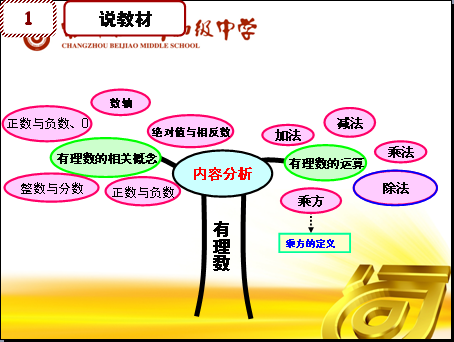 1
说教材
级中学
CHANGZHOU BEIJIAO MIDDLE SCHOOL
数轴
正数与负数、0
绝对值与相反数
有理数的相关概念
整数与分数
正数与负数
内容分析
加法
减法
有理数的运算
乘法
除法
乘方
乘方的定义
有理数